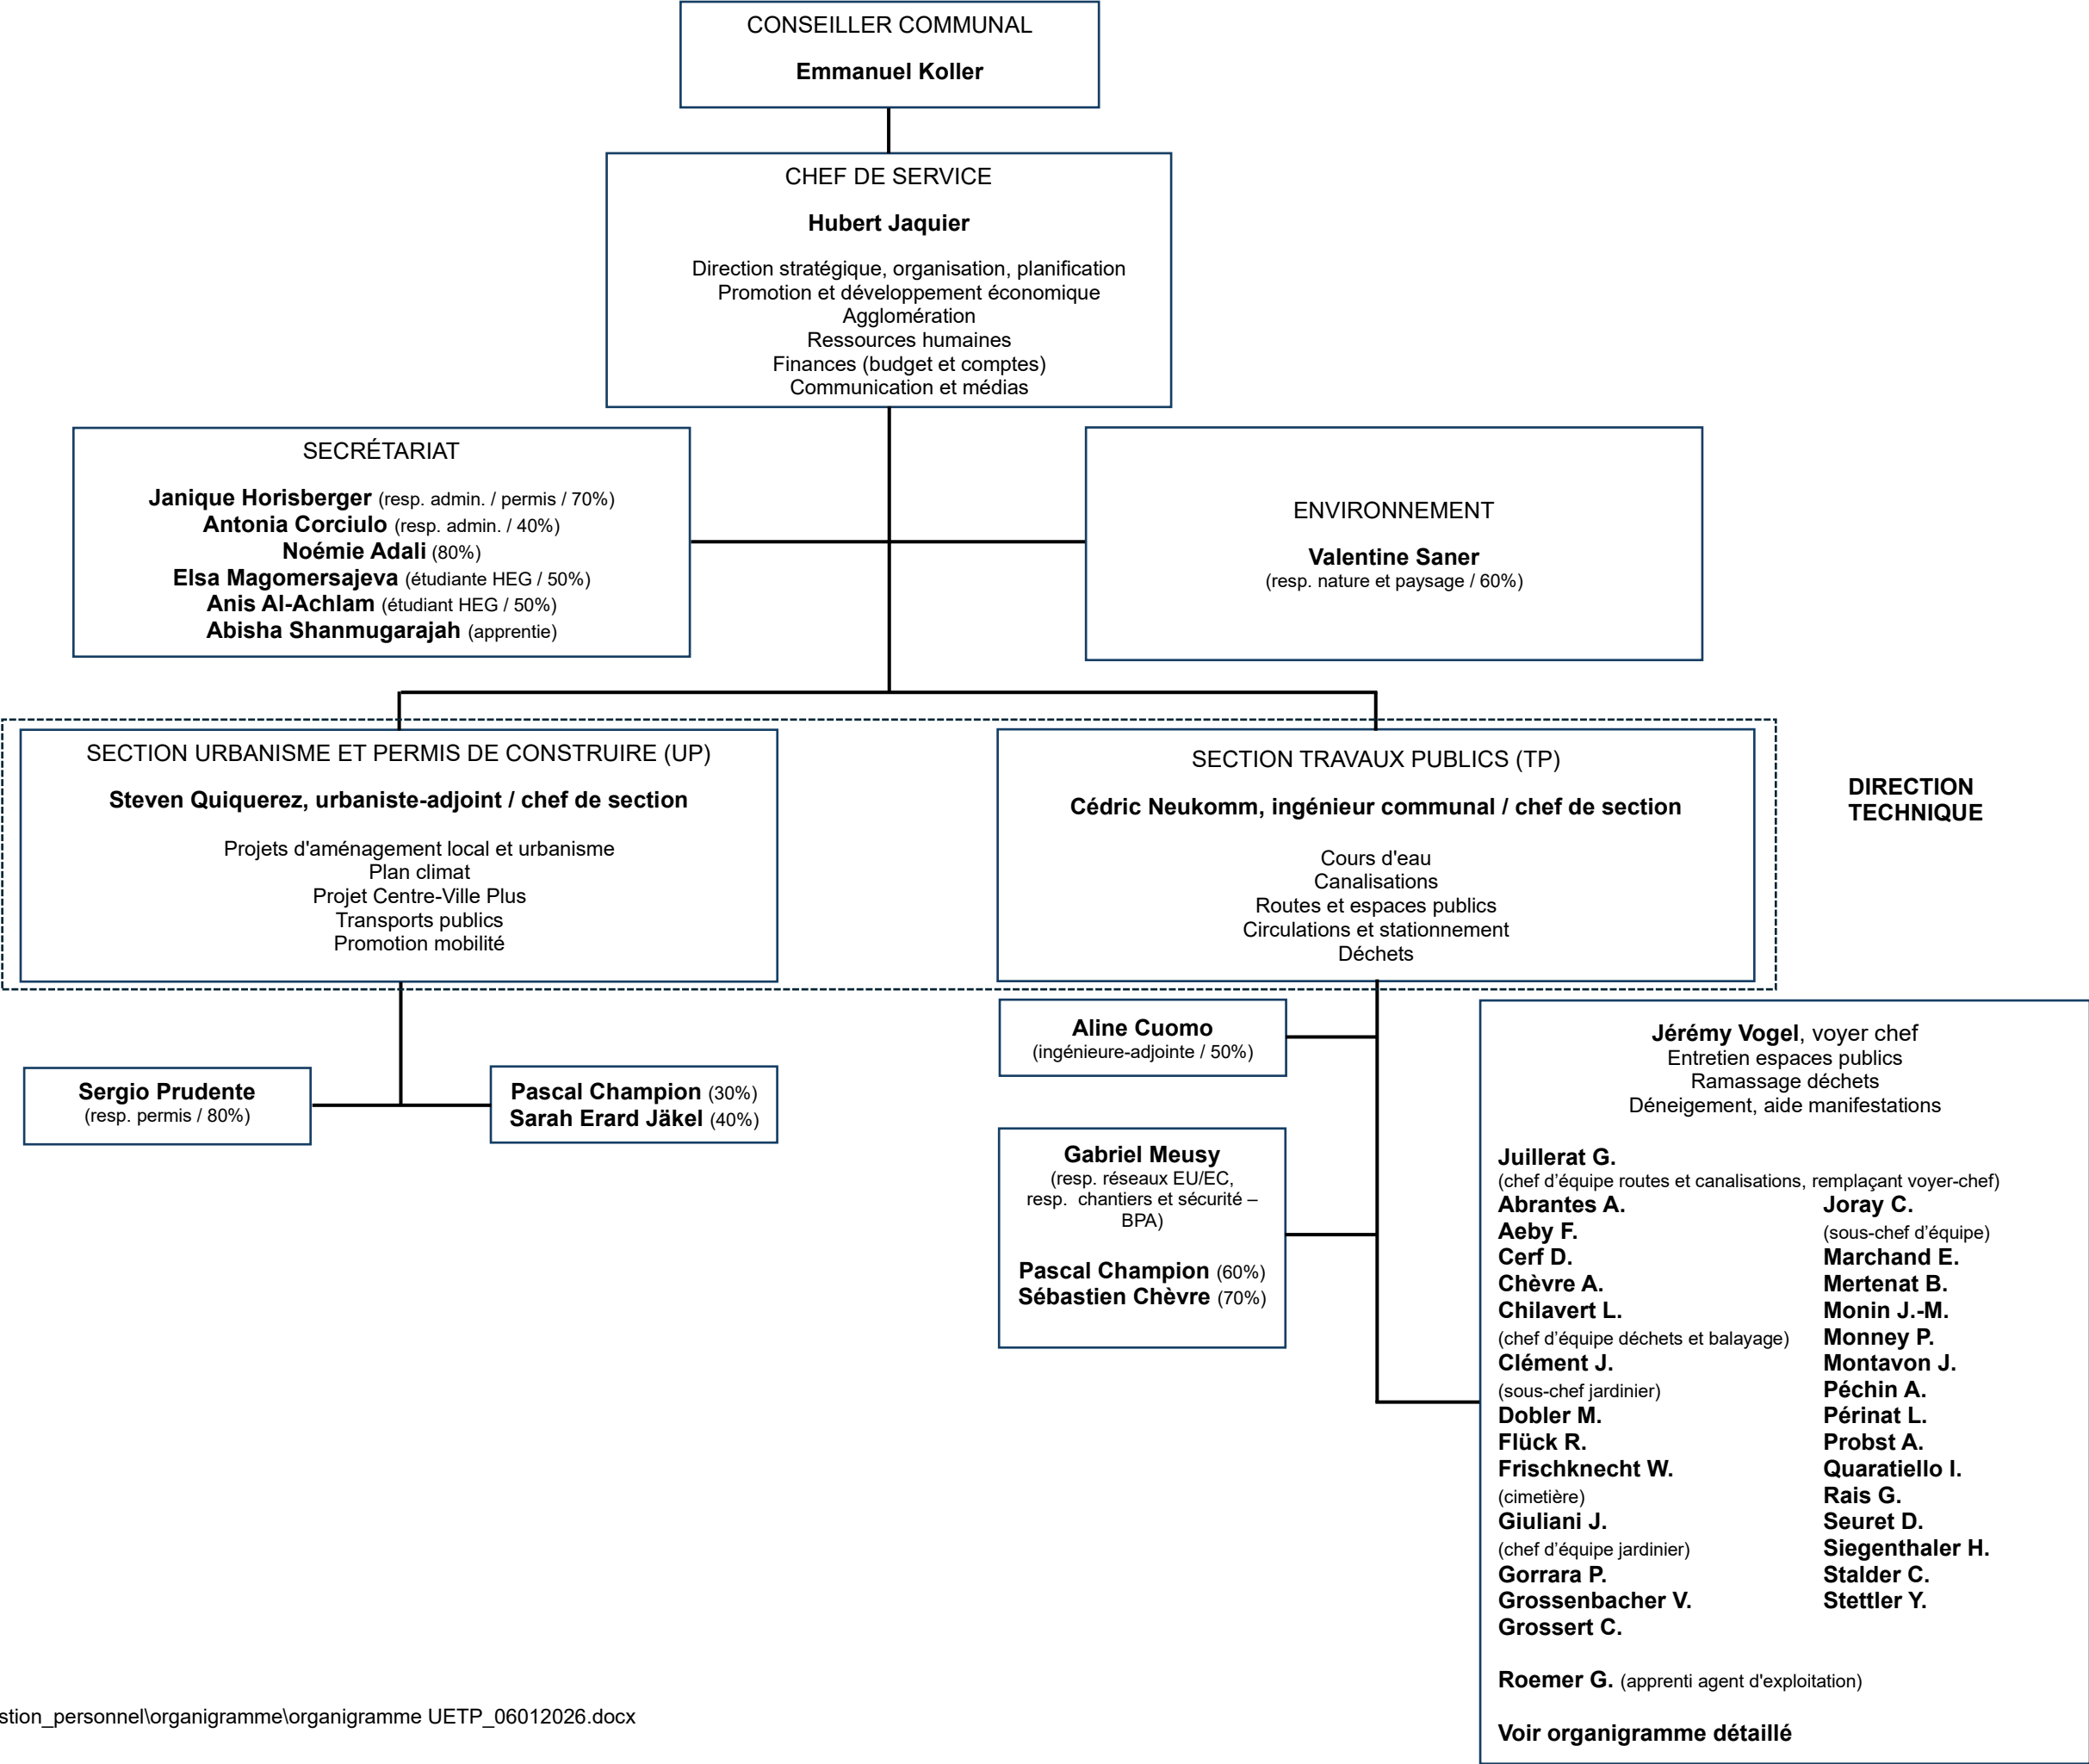 CONSEILLER COMMUNAL
Emmanuel Koller
CHEF DE SERVICE
Hubert Jaquier
Direction stratégique, organisation, planification
Promotion et développement économique
Agglomération
Ressources humaines
Finances (budget et comptes)
Communication et médias
SECRÉTARIAT
Janique Horisberger (resp. admin. / permis / 70%)
Antonia Corciulo (resp. admin. / 40%)
Noémie Adali (80%)
Elsa Magomersajeva (étudiante HEG / 50%)
Anis Al-Achlam (étudiant HEG / 50%)
Abisha Shanmugarajah (apprentie)
ENVIRONNEMENT
Valentine Saner
(resp. nature et paysage / 60%)
SECTION URBANISME ET PERMIS DE CONSTRUIRE (UP)
Steven Quiquerez, urbaniste-adjoint / chef de section
Projets d'aménagement local et urbanisme
Plan climat
Projet Centre-Ville Plus
Transports publics
Promotion mobilité
SECTION TRAVAUX PUBLICS (TP)
Cédric Neukomm, ingénieur communal / chef de section
Cours d'eau
Canalisations
Routes et espaces publics
Circulations et stationnement
Déchets
DIRECTION
TECHNIQUE
Sergio Prudente
(resp. permis / 80%)
Pascal Champion (30%)
Sarah Erard Jäkel (40%)
Aline Cuomo
(ingénieure-adjointe / 50%)
Gabriel Meusy
(resp. réseaux EU/EC,
resp. chantiers et sécurité –
BPA)
Pascal Champion (60%)
Sébastien Chèvre (70%)
Jérémy Vogel, voyer chef
Entretien espaces publics
Ramassage déchets
Déneigement, aide manifestations
Juillerat G.
(chef d’équipe routes et canalisations, remplaçant voyer-chef)
Abrantes A.
Aeby F.
Cerf D.
Chèvre A.
Chilavert L.
(chef d’équipe déchets et balayage)
Clément J.
(sous-chef jardinier)
Dobler M.
Flück R.
Frischknecht W.
(cimetière)
Giuliani J.
(chef d’équipe jardinier)
Gorrara P.
Grossenbacher V.
Grossert C.
Joray C.
(sous-chef d’équipe)
Marchand E.
Mertenat B.
Monin J.-M.
Monney P.
Montavon J.
Péchin A.
Périnat L.
Probst A.
Quaratiello I.
Rais G.
Seuret D.
Siegenthaler H.
Stalder C.
Stettler Y.
Roemer G. (apprenti agent d'exploitation)
Voir organigramme détaillé
stion_personnel\organigramme\organigramme UETP_06012026.docx